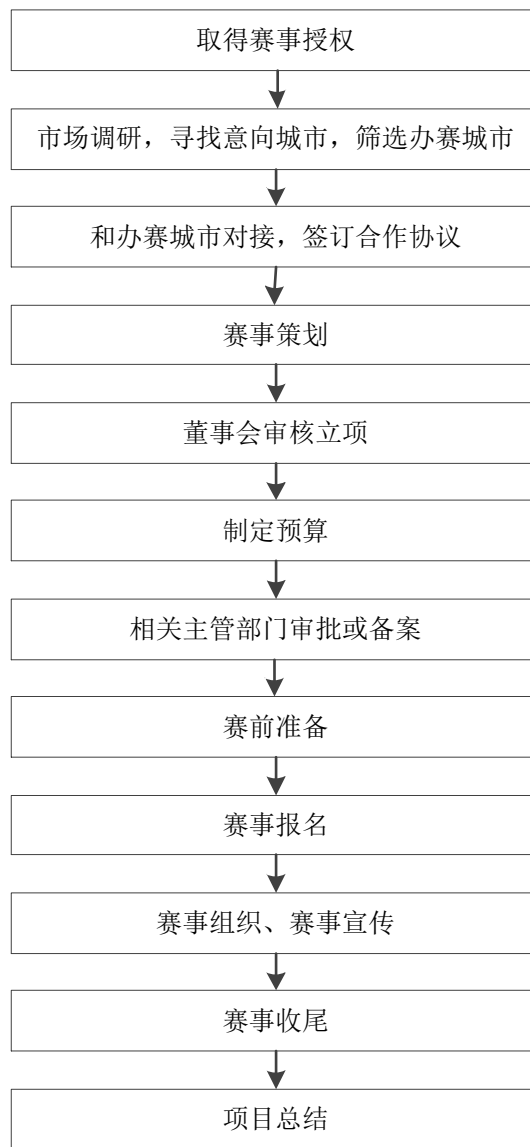 取得赛事授权
市场调研，寻找意向城市，筛选办赛城市
和办赛城市对接，签订合作协议
赛事策划
董事会审核立项
制定预算
相关主管部门审批或备案
赛前准备
赛事报名
赛事组织、赛事宣传
赛事收尾
项目总结